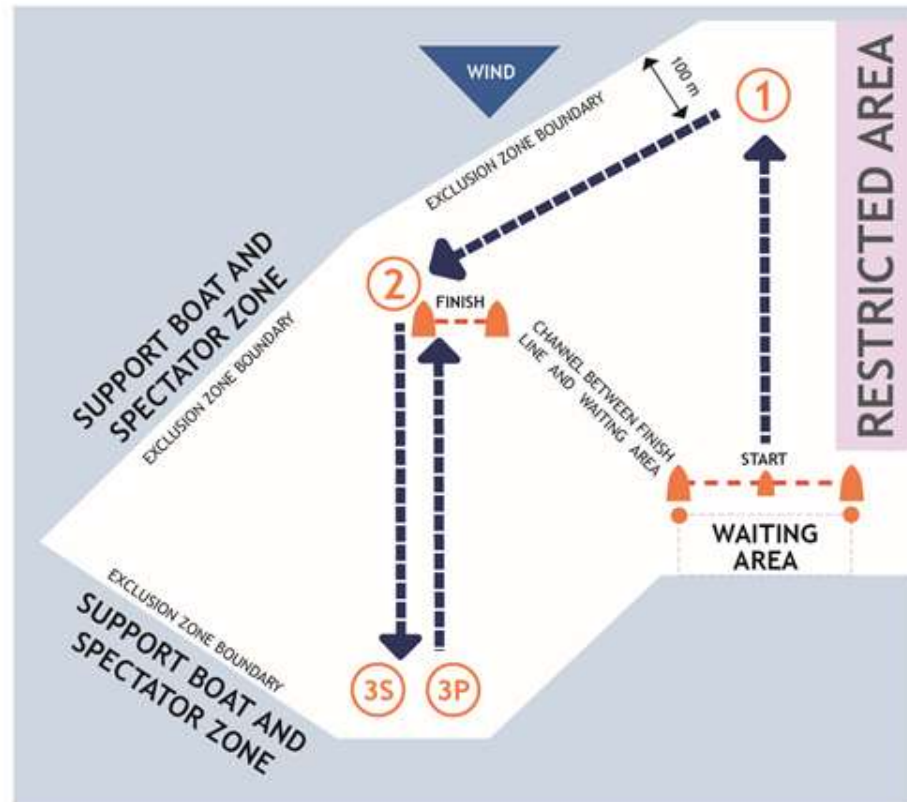 WIND
100 m
1
EXCLUSION ZONE BOUNDARY
RESTRICTED AREA
SUPPORT BOAT AND
SPECTATOR ZONE
EXCLUSION ZONE BOUNDARY
2
FINISH
CHANNEL BETWEEN FINISH
LINE AND WAITING AREA
START
WAITING
AREA
EXCLUSION ZONE BOUNDARY
SUPPORT BOAT AND
SPECTATOR ZONE
3S
3P